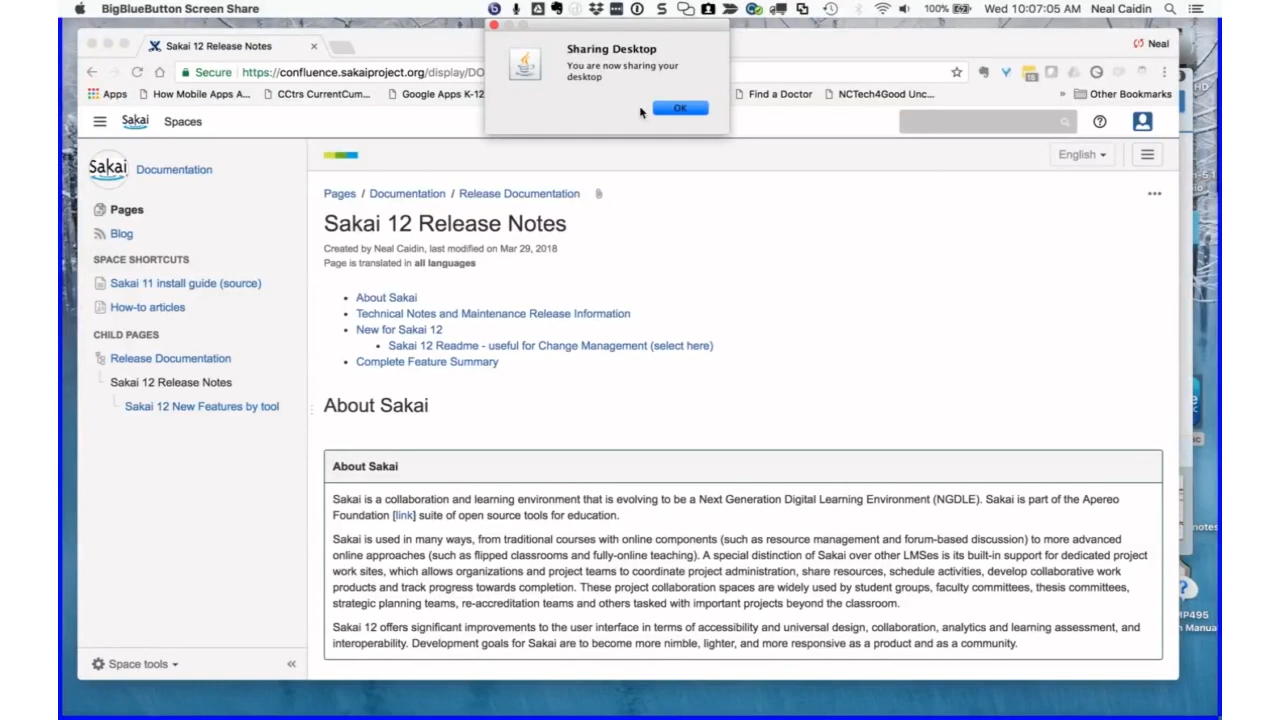 BigBlueButton Screen Share
100%
Wed 10:07:05 AM Neal Caidin
Sakai 12 Release Notes
Neal
Sharing Desktop
You are now sharing your
desktop
OK
Secure
https://confluence.sakaiproject.org/display/DO
Apps
How Mobile Apps A...
CCtrs CurrentCum...
Google Apps K-12
Find a Doctor
NCTech4Good Unc...
» Other Bookmarks
Sakai Spaces
Sakai Documentation
English
Pages
Blog
SPACE SHORTCUTS
Sakai 11 install guide (source)
How-to articles
CHILD PAGES
Release Documentation
Sakai 12 Release Notes
Sakai 12 New Features by tool
Space tools
Pages / Documentation / Release Documentation
Sakai 12 Release Notes
Created by Neal Caidin, last modified on Mar 29, 2018
Page is translated in all languages
• About Sakai
• Technical Notes and Maintenance Release Information
• New for Sakai 12
• Sakai 12 Readme - useful for Change Management (select here)
• Complete Feature Summary
About Sakai
About Sakai
Sakai is a collaboration and learning environment that is evolving to be a Next Generation Digital Learning Environment (NGDLE). Sakai is part of the Apereo
Foundation [link] suite of open source tools for education.
Sakai is used in many ways, from traditional courses with online components (such as resource management and forum-based discussion) to more advanced
online approaches (such as flipped classrooms and fully-online teaching). A special distinction of Sakai over other LMSes is its built-in support for dedicated project
work sites, which allows organizations and project teams to coordinate project administration, share resources, schedule activities, develop collaborative work
products and track progress towards completion. These project collaboration spaces are widely used by student groups, faculty committees, thesis committees,
strategic planning teams, re-accreditation teams and others tasked with important projects beyond the classroom.
Sakai 12 offers significant improvements to the user interface in terms of accessibility and universal design, collaboration, analytics and learning assessment, and
interoperability. Development goals for Sakai are to become more nimble, lighter, and more responsive as a product and as a community.
notes
MP495
Manua